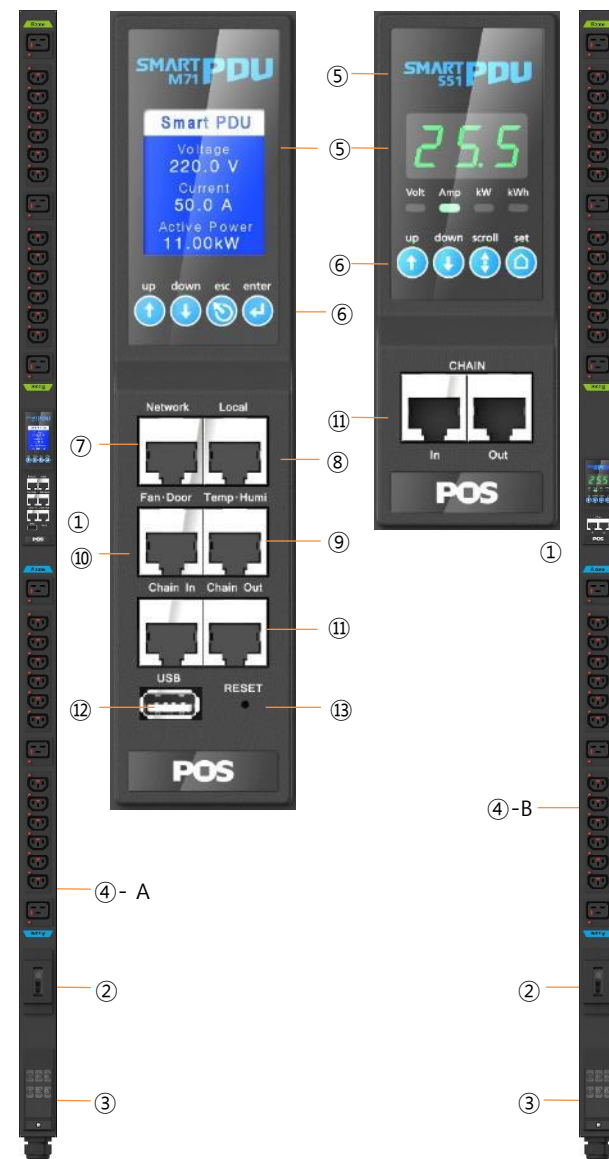 SMART PDU
M71
Smart PDU
Voltage
220.0 V
Current
50.0 A
Active Power
11.00kW
up down esc enter
Network Local
Fan·Door Temp·Humi
Chain In Chain Out
USB
RESET
POS
SMART PDU
S51
25.5
Volt Amp kW kWh
up down scroll set
CHAIN
In Out
POS
⑤
⑤
⑥
⑥
⑦
⑧
⑪
①
⑨
⑩
①
⑪
⑫
⑬
④-B
④- A
②
②
③
③